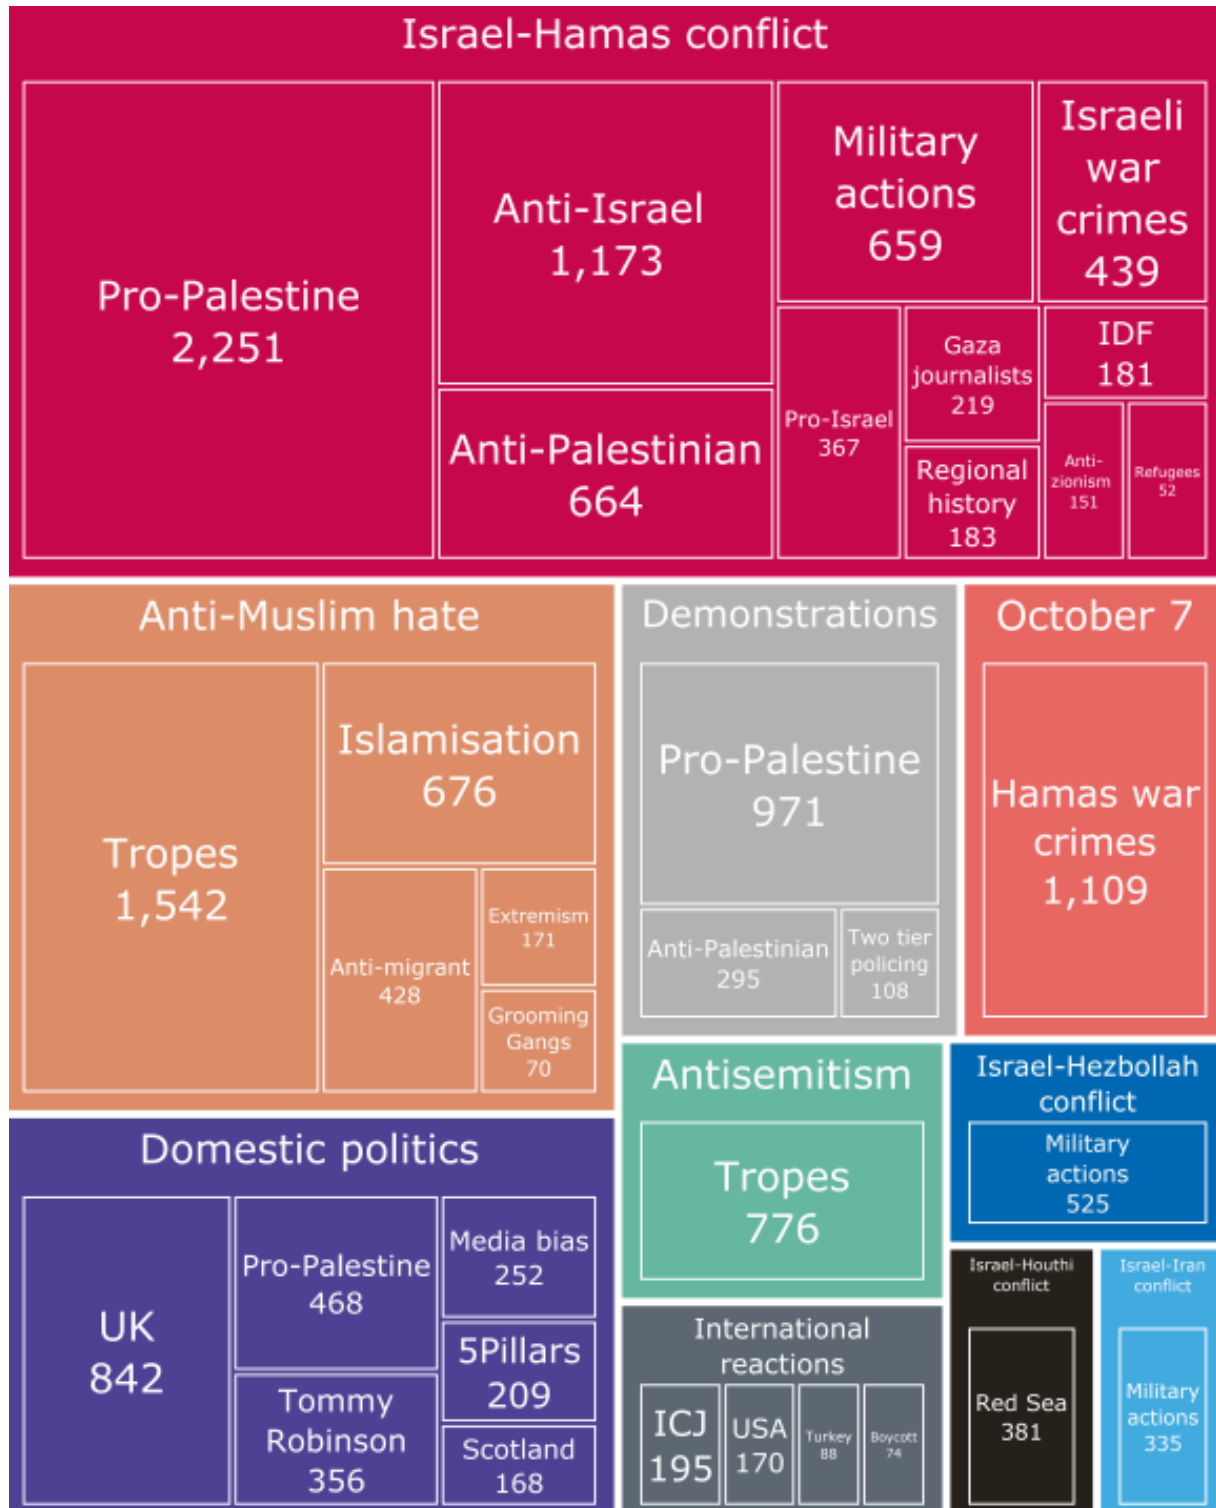 Israel-Hamas conflict
Pro-Palestine
2,251
Anti-Israel
1,173
Anti-Palestinian
664
Military
actions
659
Israeli
war
crimes
439
Pro-Israel
367
Gaza
journalists
219
Regional
history
183
IDF
181
Anti-
zionism
151
Refugees
52
Anti-Muslim hate
Tropes
1,542
Islamisation
676
Anti-migrant
428
Extremism
171
Grooming
Gangs
70
Demonstrations
Pro-Palestine
971
Anti-Palestinian
295
Two tier
policing
108
October 7
Hamas war
crimes
1,109
Domestic politics
UK
842
Pro-Palestine
468
Tommy
Robinson
356
Media bias
252
5Pillars
209
Scotland
168
Antisemitism
Tropes
776
International
reactions
ICJ
195
USA
170
Turkey
88
Boycott
74
Israel-Hezbollah
conflict
Military
actions
525
Israel-Houthi
conflict
Red Sea
381
Israel-Iran
conflict
Military
actions
335